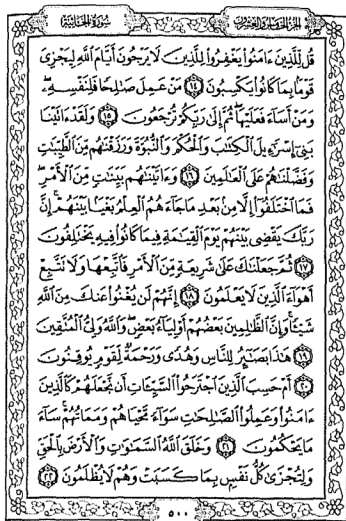 الجزء الخامس والعشرون سورة الجاثية
قُل لِّلَّذِينَ ءَامَنُوا۟ يَغْفِرُوا۟ لِلَّذِينَ لَا يَرْجُونَ أَيَّامَ ٱللَّهِ لِيَجْزِىَ
قَوْمًۢا بِمَا كَانُوا۟ يَكْسِبُونَ ١٤ مَنْ عَمِلَ صَٰلِحًا فَلِنَفْسِهِۦ
وَمَنْ أَسَآءَ فَعَلَيْهَا ثُمَّ إِلَىٰ رَبِّكُمْ تُرْجَعُونَ ١٥ وَلَقَدْ ءَاتَيْنَا
بَنِىٓ إِسْرَٰٓءِيلَ ٱلْكِتَٰبَ وَٱلْحُكْمَ وَٱلنُّبُوَّةَ وَرَزَقْنَٰهُم مِّنَ ٱلطَّيِّبَٰتِ
وَفَضَّلْنَٰهُمْ عَلَى ٱلْعَٰلَمِينَ ١٦ وَءَاتَيْنَٰهُم بَيِّنَٰتٍ مِّنَ ٱلْأَمْرِ
فَمَا ٱخْتَلَفُوٓا۟ إِلَّا مِنۢ بَعْدِ مَا جَآءَهُمُ ٱلْعِلْمُ بَغْيًۢا بَيْنَهُمْ إِنَّ
رَبَّكَ يَقْضِى بَيْنَهُمْ يَوْمَ ٱلْقِيَٰمَةِ فِيمَا كَانُوا۟ فِيهِ يَخْتَلِفُونَ
١٧ ثُمَّ جَعَلْنَٰكَ عَلَىٰ شَرِيعَةٍ مِّنَ ٱلْأَمْرِ فَٱتَّبِعْهَا وَلَا تَتَّبِعْ
أَهْوَآءَ ٱلَّذِينَ لَا يَعْلَمُونَ ١٨ إِنَّهُمْ لَن يُغْنُوا۟ عَنكَ مِنَ ٱللَّهِ
شَيْـًٔا وَإِنَّ ٱلظَّٰلِمِينَ بَعْضُهُمْ أَوْلِيَآءُ بَعْضٍ وَٱللَّهُ وَلِىُّ ٱلْمُتَّقِينَ
١٩ هَٰذَا بَصَٰٓئِرُ لِلنَّاسِ وَهُدًى وَرَحْمَةٌ لِّقَوْمٍ يُوقِنُونَ
٢٠ أَمْ حَسِبَ ٱلَّذِينَ ٱجْتَرَحُوا۟ ٱلسَّيِّـَٔاتِ أَن نَّجْعَلَهُمْ كَٱلَّذِينَ
ءَامَنُوا۟ وَعَمِلُوا۟ ٱلصَّٰلِحَٰتِ سَوَآءً مَّحْيَاهُمْ وَمَمَاتُهُمْ سَآءَ
مَا يَحْكُمُونَ ٢١ وَخَلَقَ ٱللَّهُ ٱلسَّمَٰوَٰتِ وَٱلْأَرْضَ بِٱلْحَقِّ
وَلِتُجْزَىٰ كُلُّ نَفْسٍۭ بِمَا كَسَبَتْ وَهُمْ لَا يُظْلَمُونَ ٢٢
٥٠٠